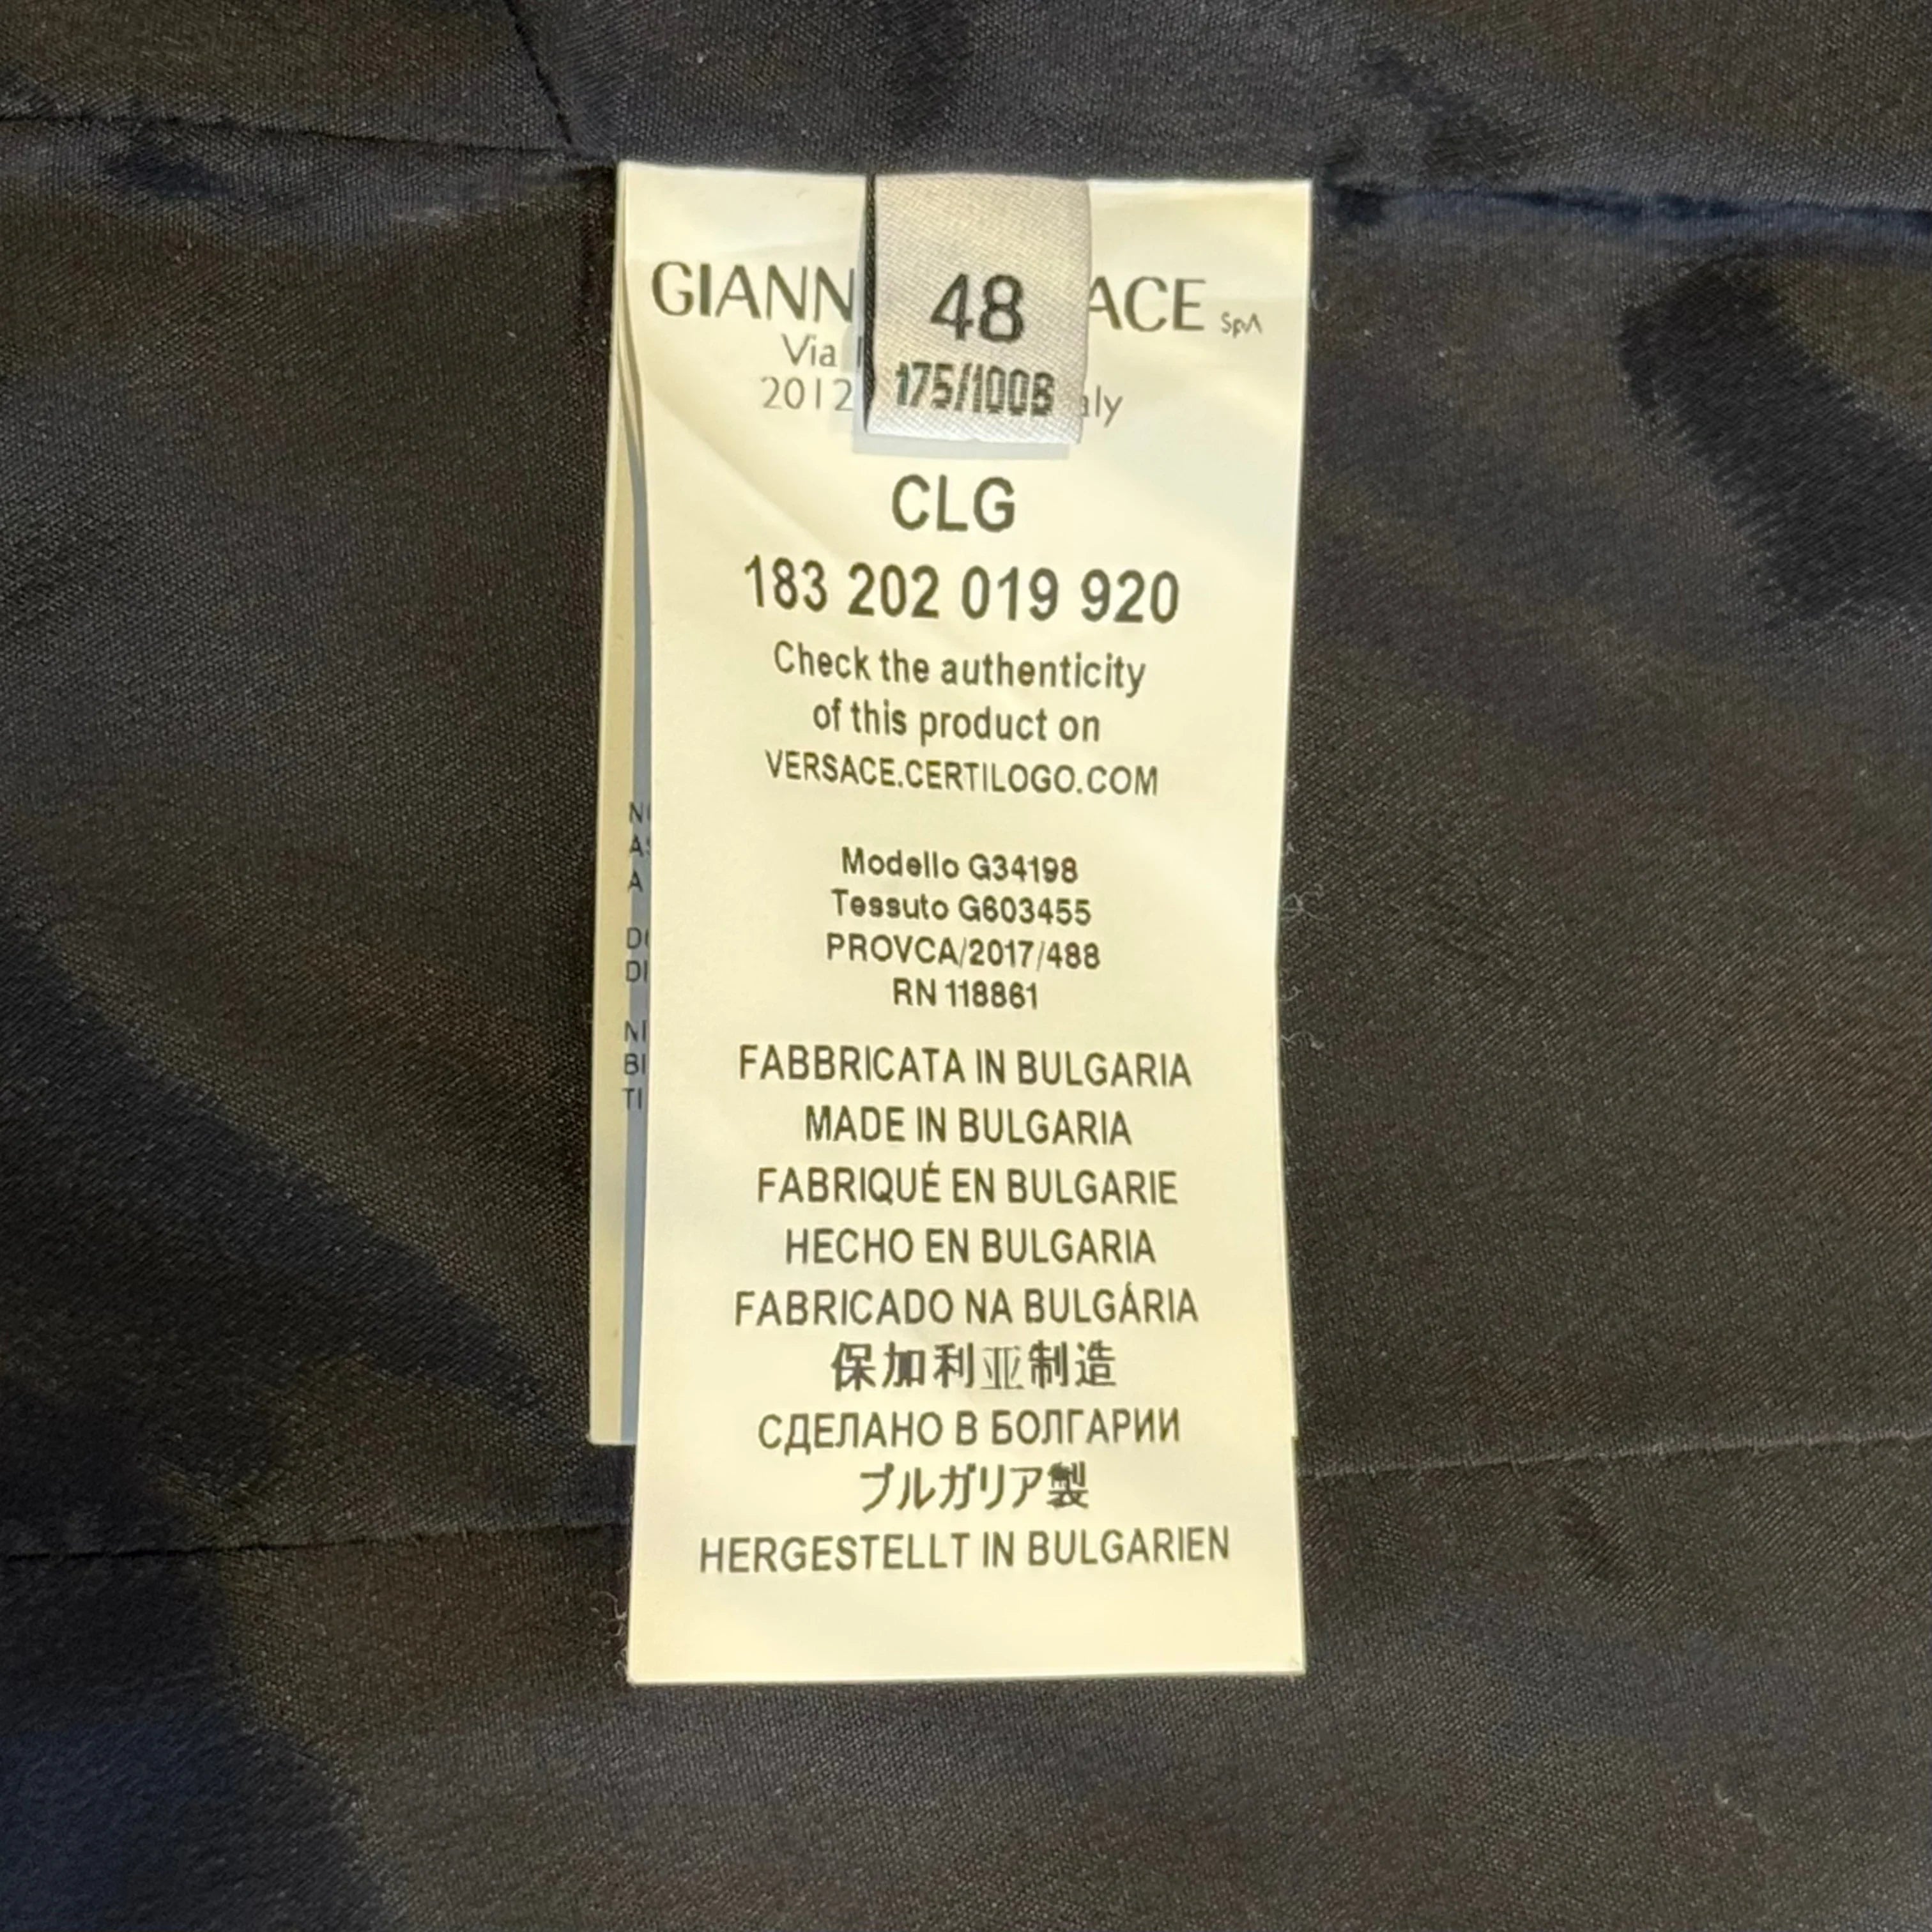 GIANN ACE SpA
48
Via
2012 aly
175/100B
CLG
183 202 019 920
Check the authenticity
of this product on
VERSACE.CERTILOGO.COM
Modello G34198
Tessuto G603455
PROVCA/2017/488
RN 118861
FABBRICATA IN BULGARIA
MADE IN BULGARIA
FABRIQUÉ EN BULGARIE
HECHO EN BULGARIA
FABRICADO NA BULGÁRIA
保加利亚制造
СДЕЛАНО В БОЛГАРИИ
ブルガリア製
HERGESTELLT IN BULGARIEN